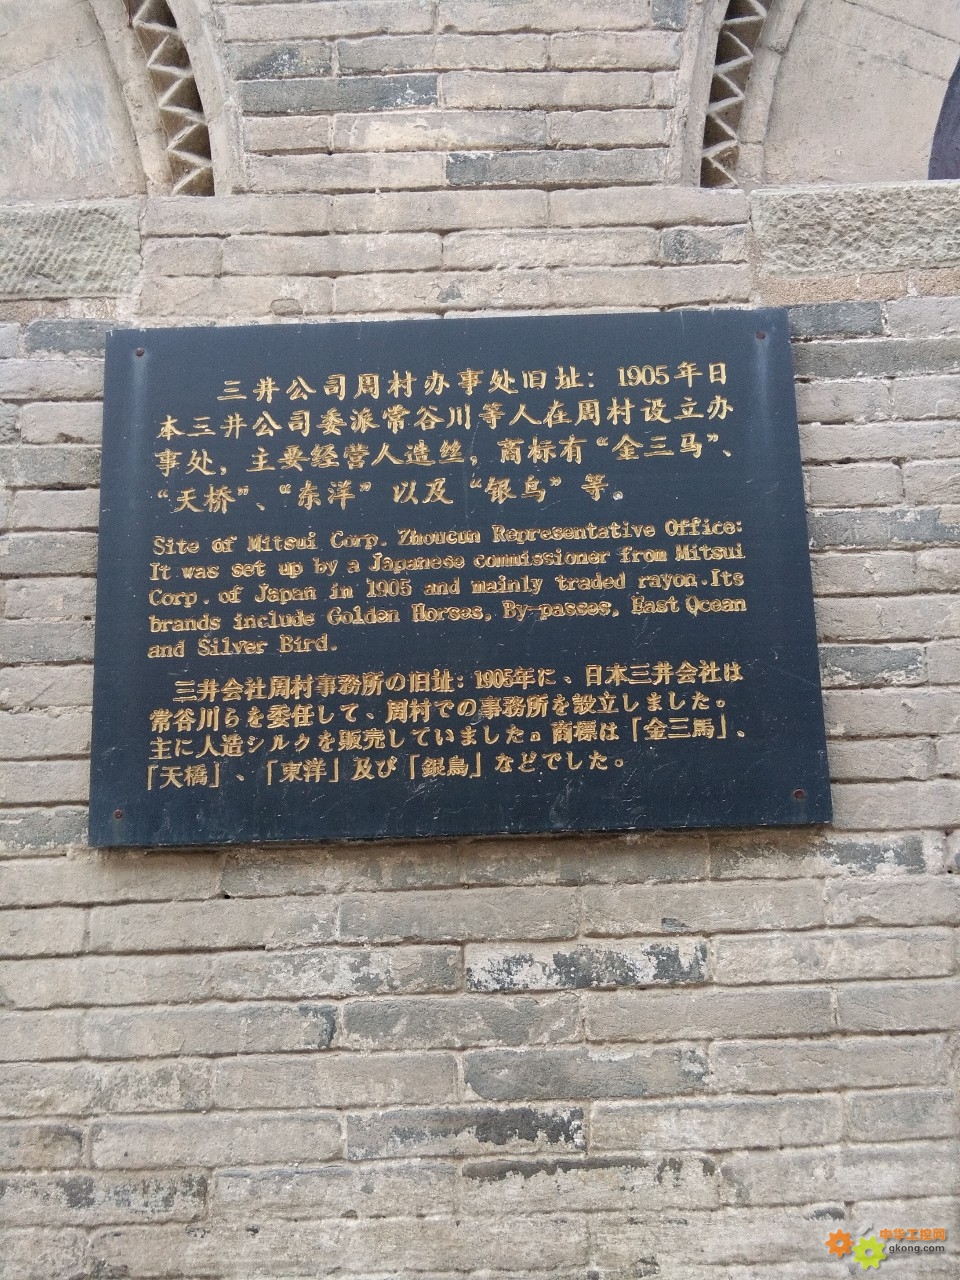 三井公司周村办事处旧址：1905年日
本三井公司委派常谷川等人在周村设立办
事处，主要经营人造丝，商标有“金三马”、
“天桥”、“东洋”以及“银鸟”等。
Site of Mitsui Corp. Zhoucun Representative Office:
It was set up by a Japanese commissioner from Mitsui
Corp. of Japan in 1905 and mainly traded rayon.Its
brands include Golden Horses, By-passes, East Ocean
and Silver Bird.
三井会社周村事務所の旧址：1905年に、日本三井会社は
常谷川らを委任して、周村での事務所を設立しました。
主に人造シルクを販売していました。商標は「金三馬」、
「天橋」、「東洋」及び「銀鳥」などでした。
中华工控网
gkong.com